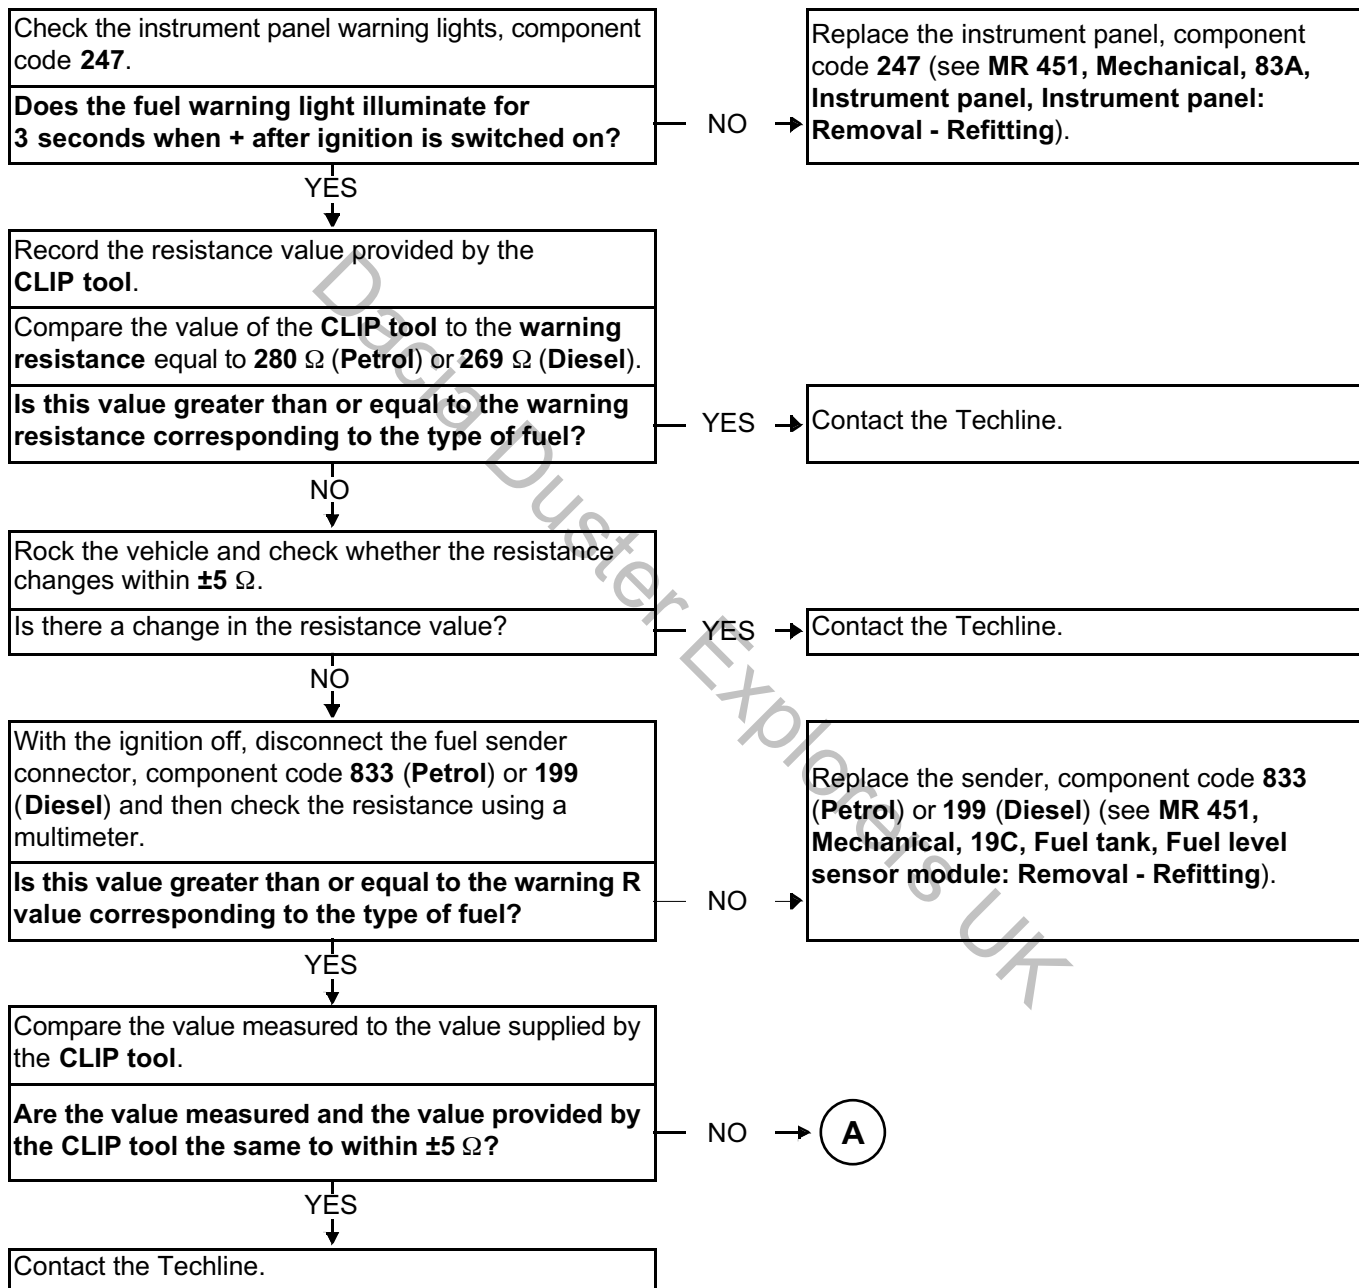 Check the instrument panel warning lights, component
code 247.
Does the fuel warning light illuminate for
3 seconds when + after ignition is switched on?
NO
Replace the instrument panel, component
code 247 (see MR 451, Mechanical, 83A,
Instrument panel, Instrument panel:
Removal - Refitting).
YES
Record the resistance value provided by the
CLIP tool.
Compare the value of the CLIP tool to the warning
resistance equal to 280 Ω (Petrol) or 269 Ω (Diesel).
Is this value greater than or equal to the warning
resistance corresponding to the type of fuel?
YES
Contact the Techline.
NO
Rock the vehicle and check whether the resistance
changes within ±5 Ω.
Is there a change in the resistance value?
YES
Contact the Techline.
NO
With the ignition off, disconnect the fuel sender
connector, component code 833 (Petrol) or 199
(Diesel) and then check the resistance using a
multimeter.
Is this value greater than or equal to the warning R
value corresponding to the type of fuel?
NO
Replace the sender, component code 833
(Petrol) or 199 (Diesel) (see MR 451,
Mechanical, 19C, Fuel tank, Fuel level
sensor module: Removal - Refitting).
YES
Compare the value measured to the value supplied by
the CLIP tool.
Are the value measured and the value provided by
the CLIP tool the same to within ±5 Ω?
NO
A
YES
Contact the Techline.
Dacia Duster Explorers UK